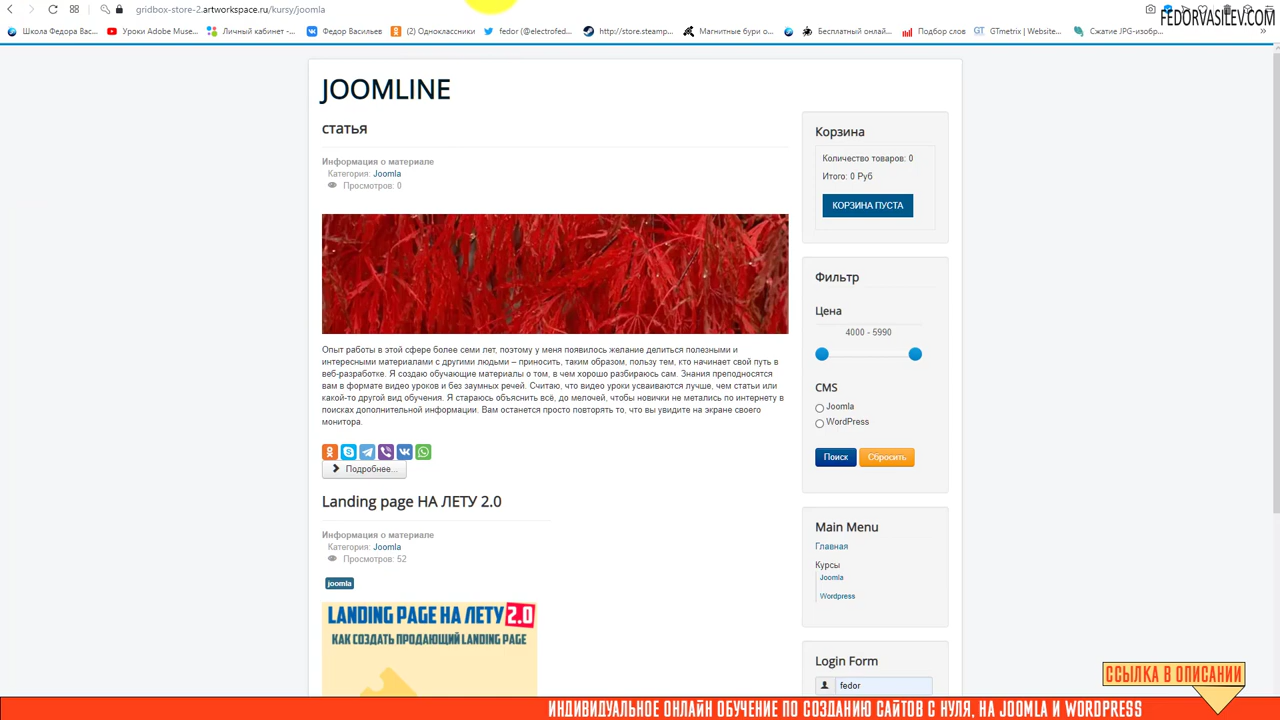 gridbox-store-2.artworkspace.ru/kursy/joomla
FEDORVASILEV.COM
Школа Федора Вас...
Уроки Adobe Muse...
Личный кабинет -...
Федор Васильев
(2) Одноклассники
fedor (@electrofed...
http://store.steamp...
Магнитные бури о...
Бесплатный онлай...
Подбор слов
GTmetrix | Website...
Сжатие JPG-изобр...
JOOMLINE
статья
Информация о материале
Категория: Joomla
Просмотров: 0
Опыт работы в этой сфере более семи лет, поэтому у меня появилось желание делиться полезными и
интересными материалами с другими людьми – приносить, таким образом, пользу тем, кто начинает свой путь в
веб-разработке. Я создаю обучающие материалы о том, в чем хорошо разбираюсь сам. Знания преподносятся
вам в формате видео уроков и без заумных речей. Считаю, что видео уроки усваиваются лучше, чем статьи или
какой-то другой вид обучения. Я стараюсь объяснить всё, до мелочей, чтобы новички не метались по интернету в
поисках дополнительной информации. Вам останется просто повторять то, что вы увидите на экране своего
монитора.
Подробнее...
Landing page НА ЛЕТУ 2.0
Информация о материале
Категория: Joomla
Просмотров: 52
joomla
LANDING PAGE НА ЛЕТУ 2.0
КАК СОЗДАТЬ ПРОДАЮЩИЙ LANDING PAGE
Корзина
Количество товаров: 0
Итого: 0 Руб
КОРЗИНА ПУСТА
Фильтр
Цена
4000 - 5990
CMS
Joomla
WordPress
Поиск
Сбросить
Main Menu
Главная
Курсы
Joomla
Wordpress
Login Form
fedor
ССЫЛКА В ОПИСАНИИ
ИНДИВИДУАЛЬНОЕ ОНЛАЙН ОБУЧЕНИЕ ПО СОЗДАНИЮ САЙТОВ С НУЛЯ, НА JOOMLA И WORDPRESS